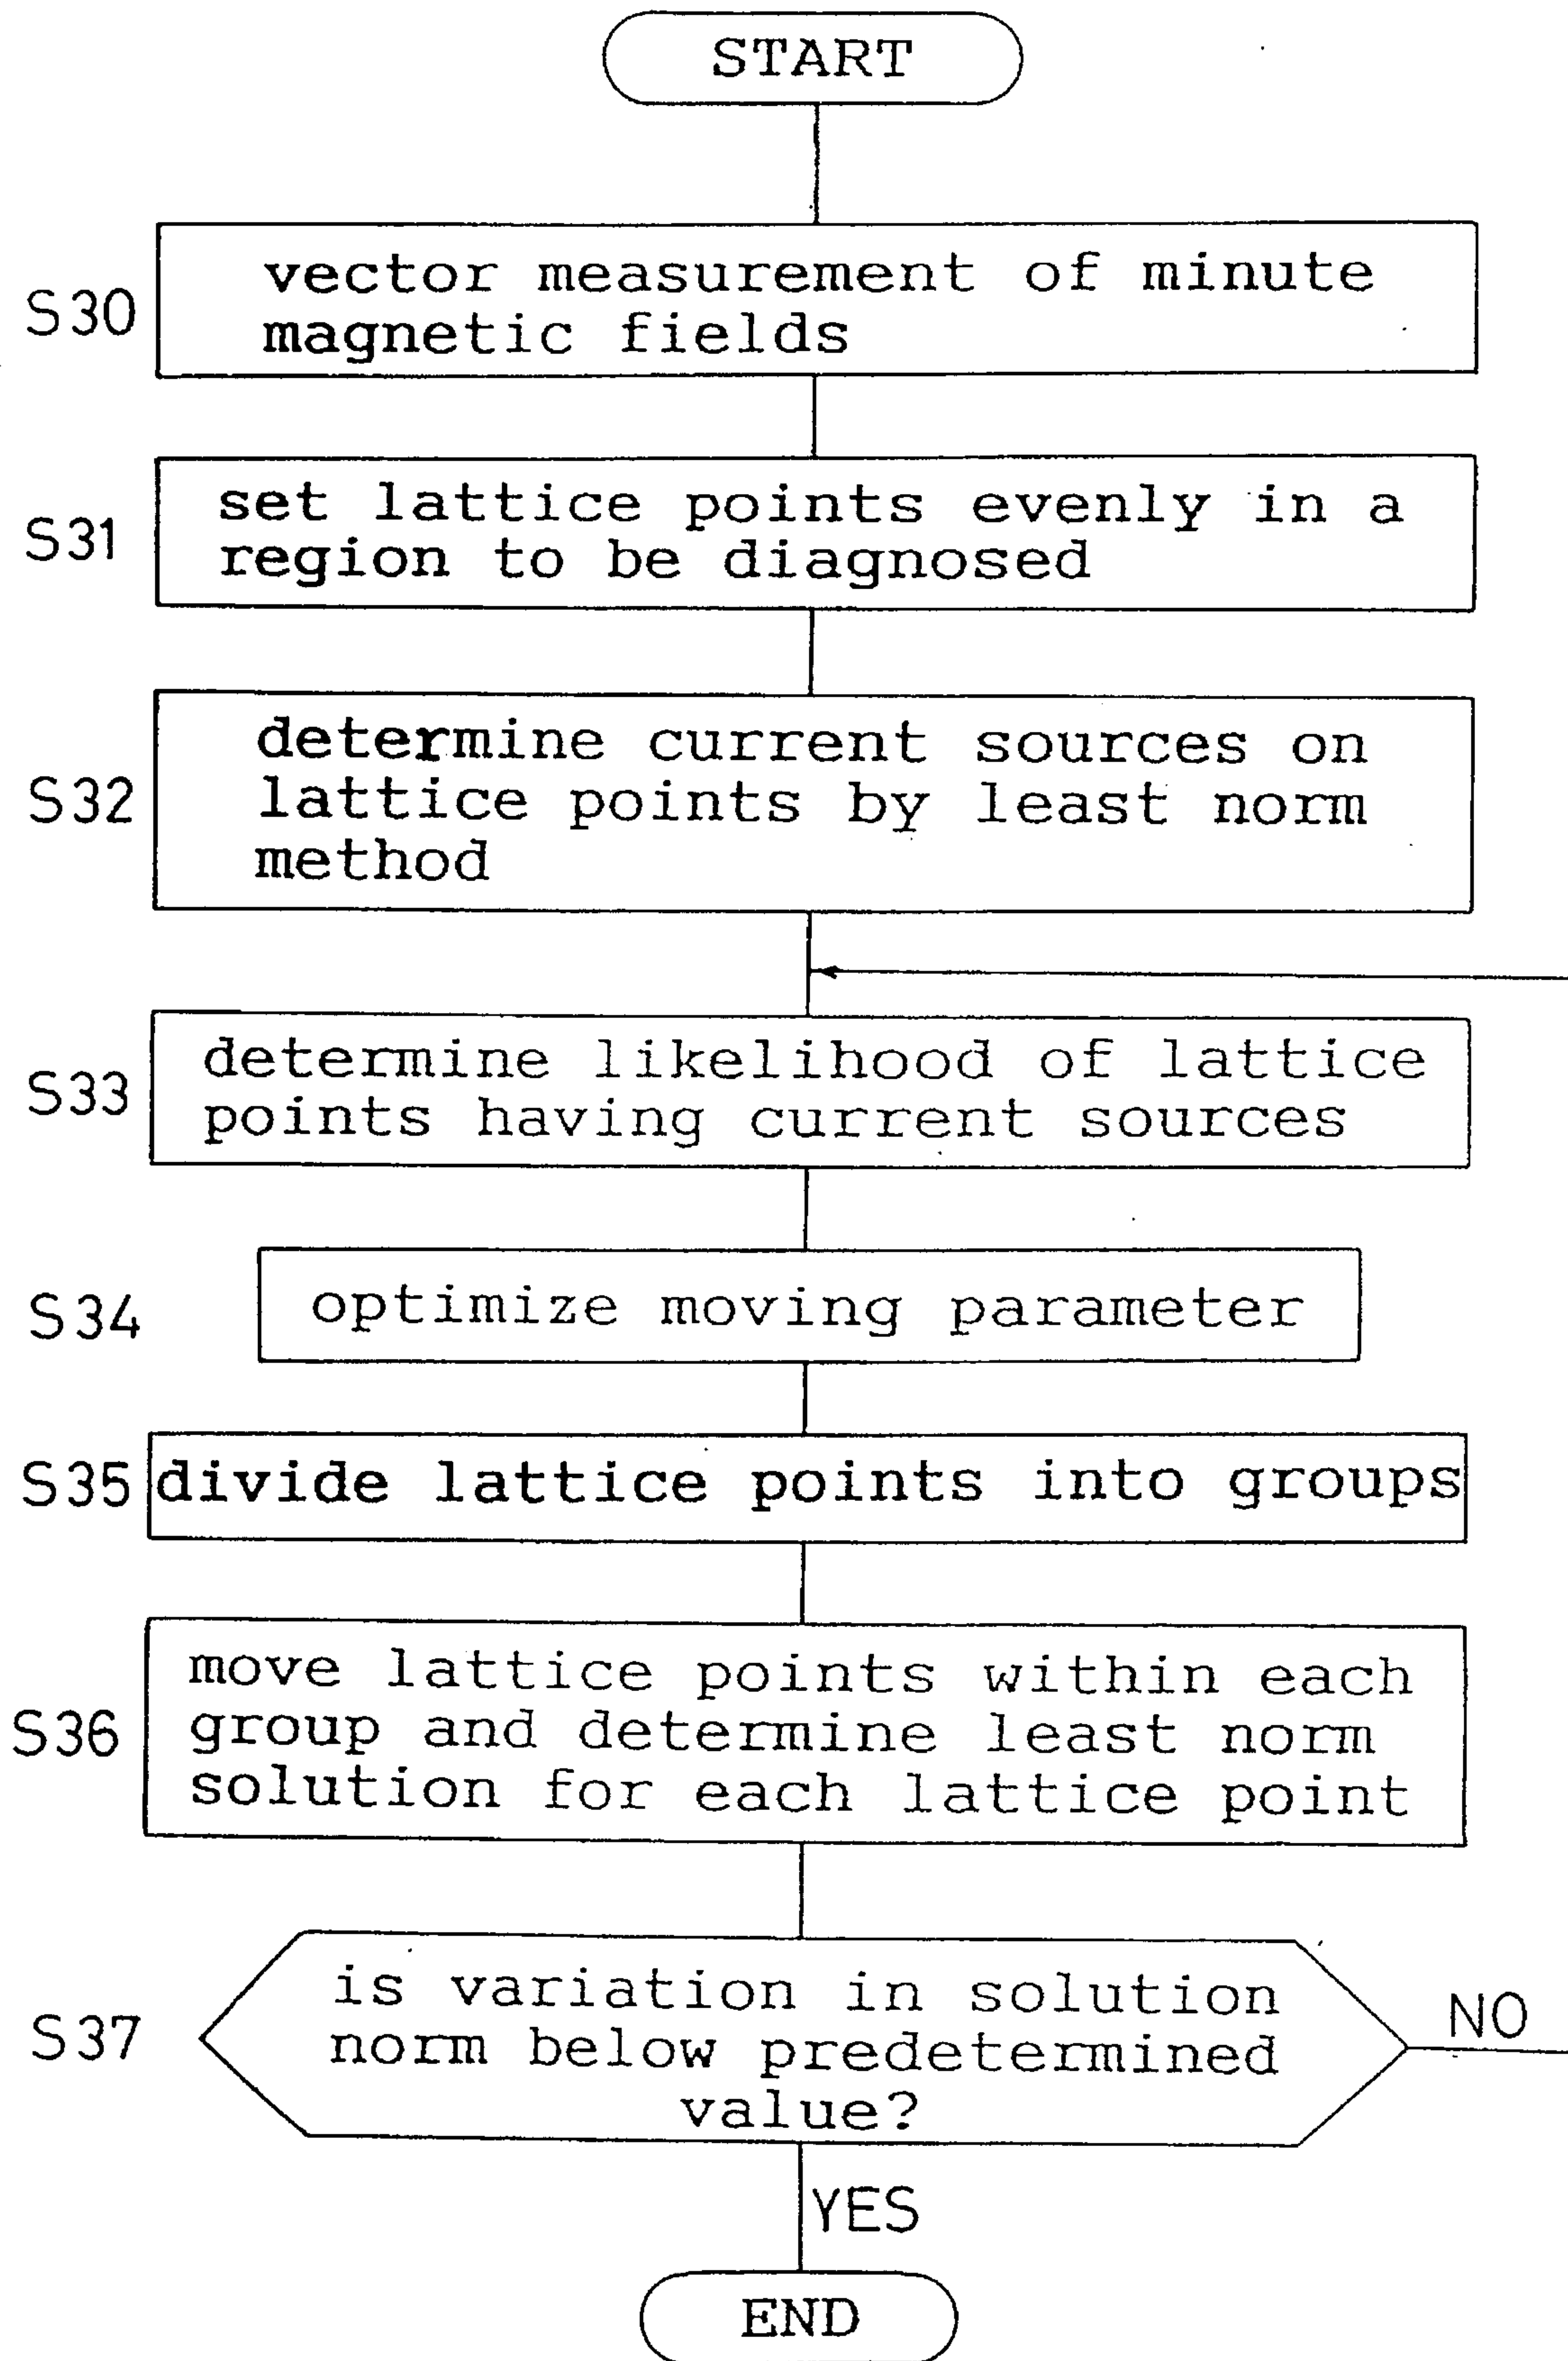 START
S30
vector measurement of minute
magnetic fields
S31
set lattice points evenly in a
region to be diagnosed
S32
determine current sources on
lattice points by least norm
method
S33
determine likelihood of lattice
points having current sources
S34
optimize moving parameter
S35
divide lattice points into groups
S36
move lattice points within each
group and determine least norm
solution for each lattice point
S37
is variation in solution
norm below predetermined
value?
NO
YES
END